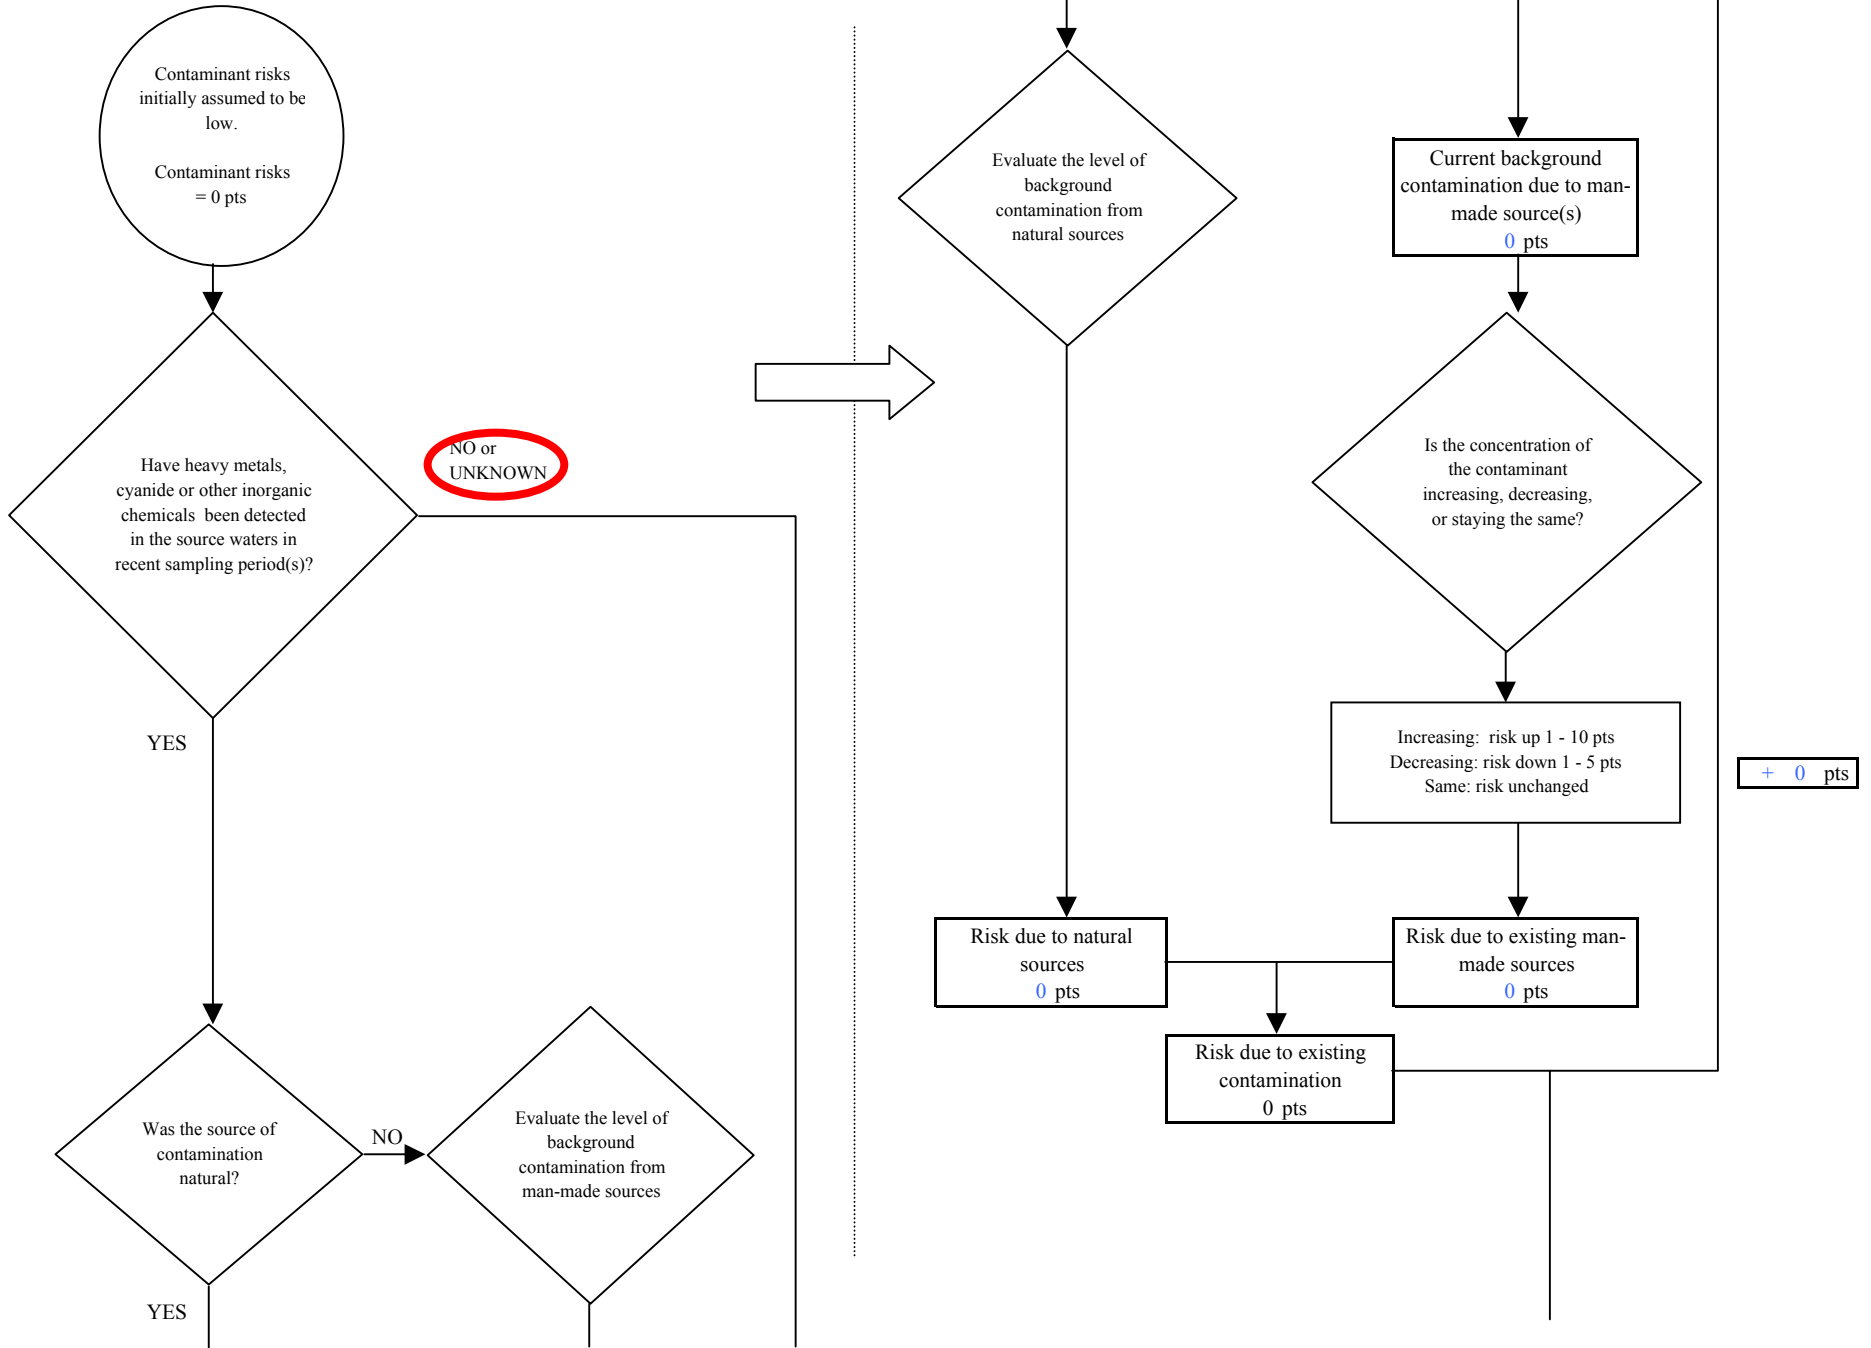 Contaminant risks
initially assumed to be
low.
Contaminant risks
= 0 pts
Have heavy metals,
cyanide or other inorganic
chemicals been detected
in the source waters in
recent sampling period(s)?
NO or
UNKNOWN
YES
Was the source of
contamination
natural?
NO
Evaluate the level of
background
contamination from
man-made sources
YES
Evaluate the level of
background
contamination from
natural sources
Current background
contamination due to man-
made source(s)
0 pts
Is the concentration of
the contaminant
increasing, decreasing,
or staying the same?
Increasing: risk up 1 - 10 pts
Decreasing: risk down 1 - 5 pts
Same: risk unchanged
+ 0 pts
Risk due to natural
sources
0 pts
Risk due to existing man-
made sources
0 pts
Risk due to existing
contamination
0 pts